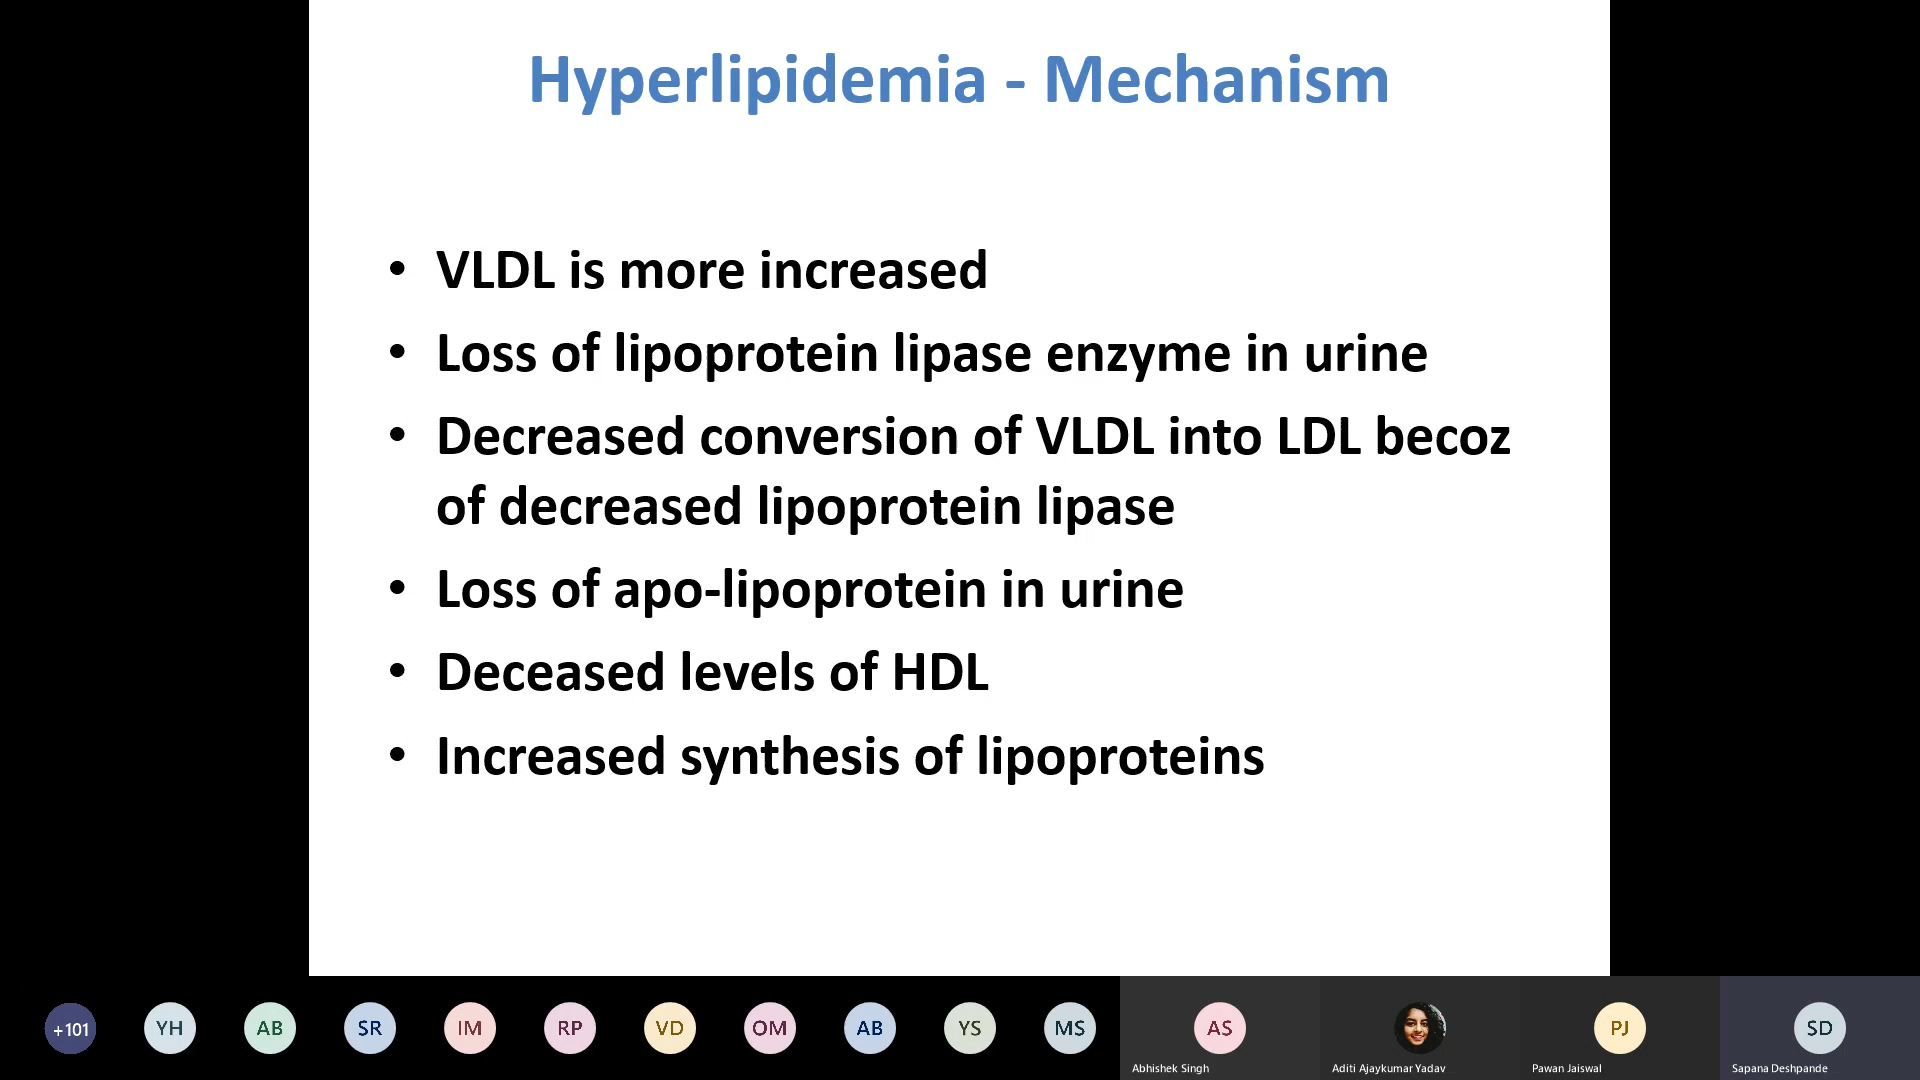 Hyperlipidemia - Mechanism
• VLDL is more increased
• Loss of lipoprotein lipase enzyme in urine
• Decreased conversion of VLDL into LDL becoz
of decreased lipoprotein lipase
• Loss of apo-lipoprotein in urine
• Deceased levels of HDL
• Increased synthesis of lipoproteins
+101 YH AB SR IM RP VD OM AB YS MS AS PJ SD
Abhishek Singh Aditi Ajaykumar Yadav Pawan Jaiswal Sapana Deshpande